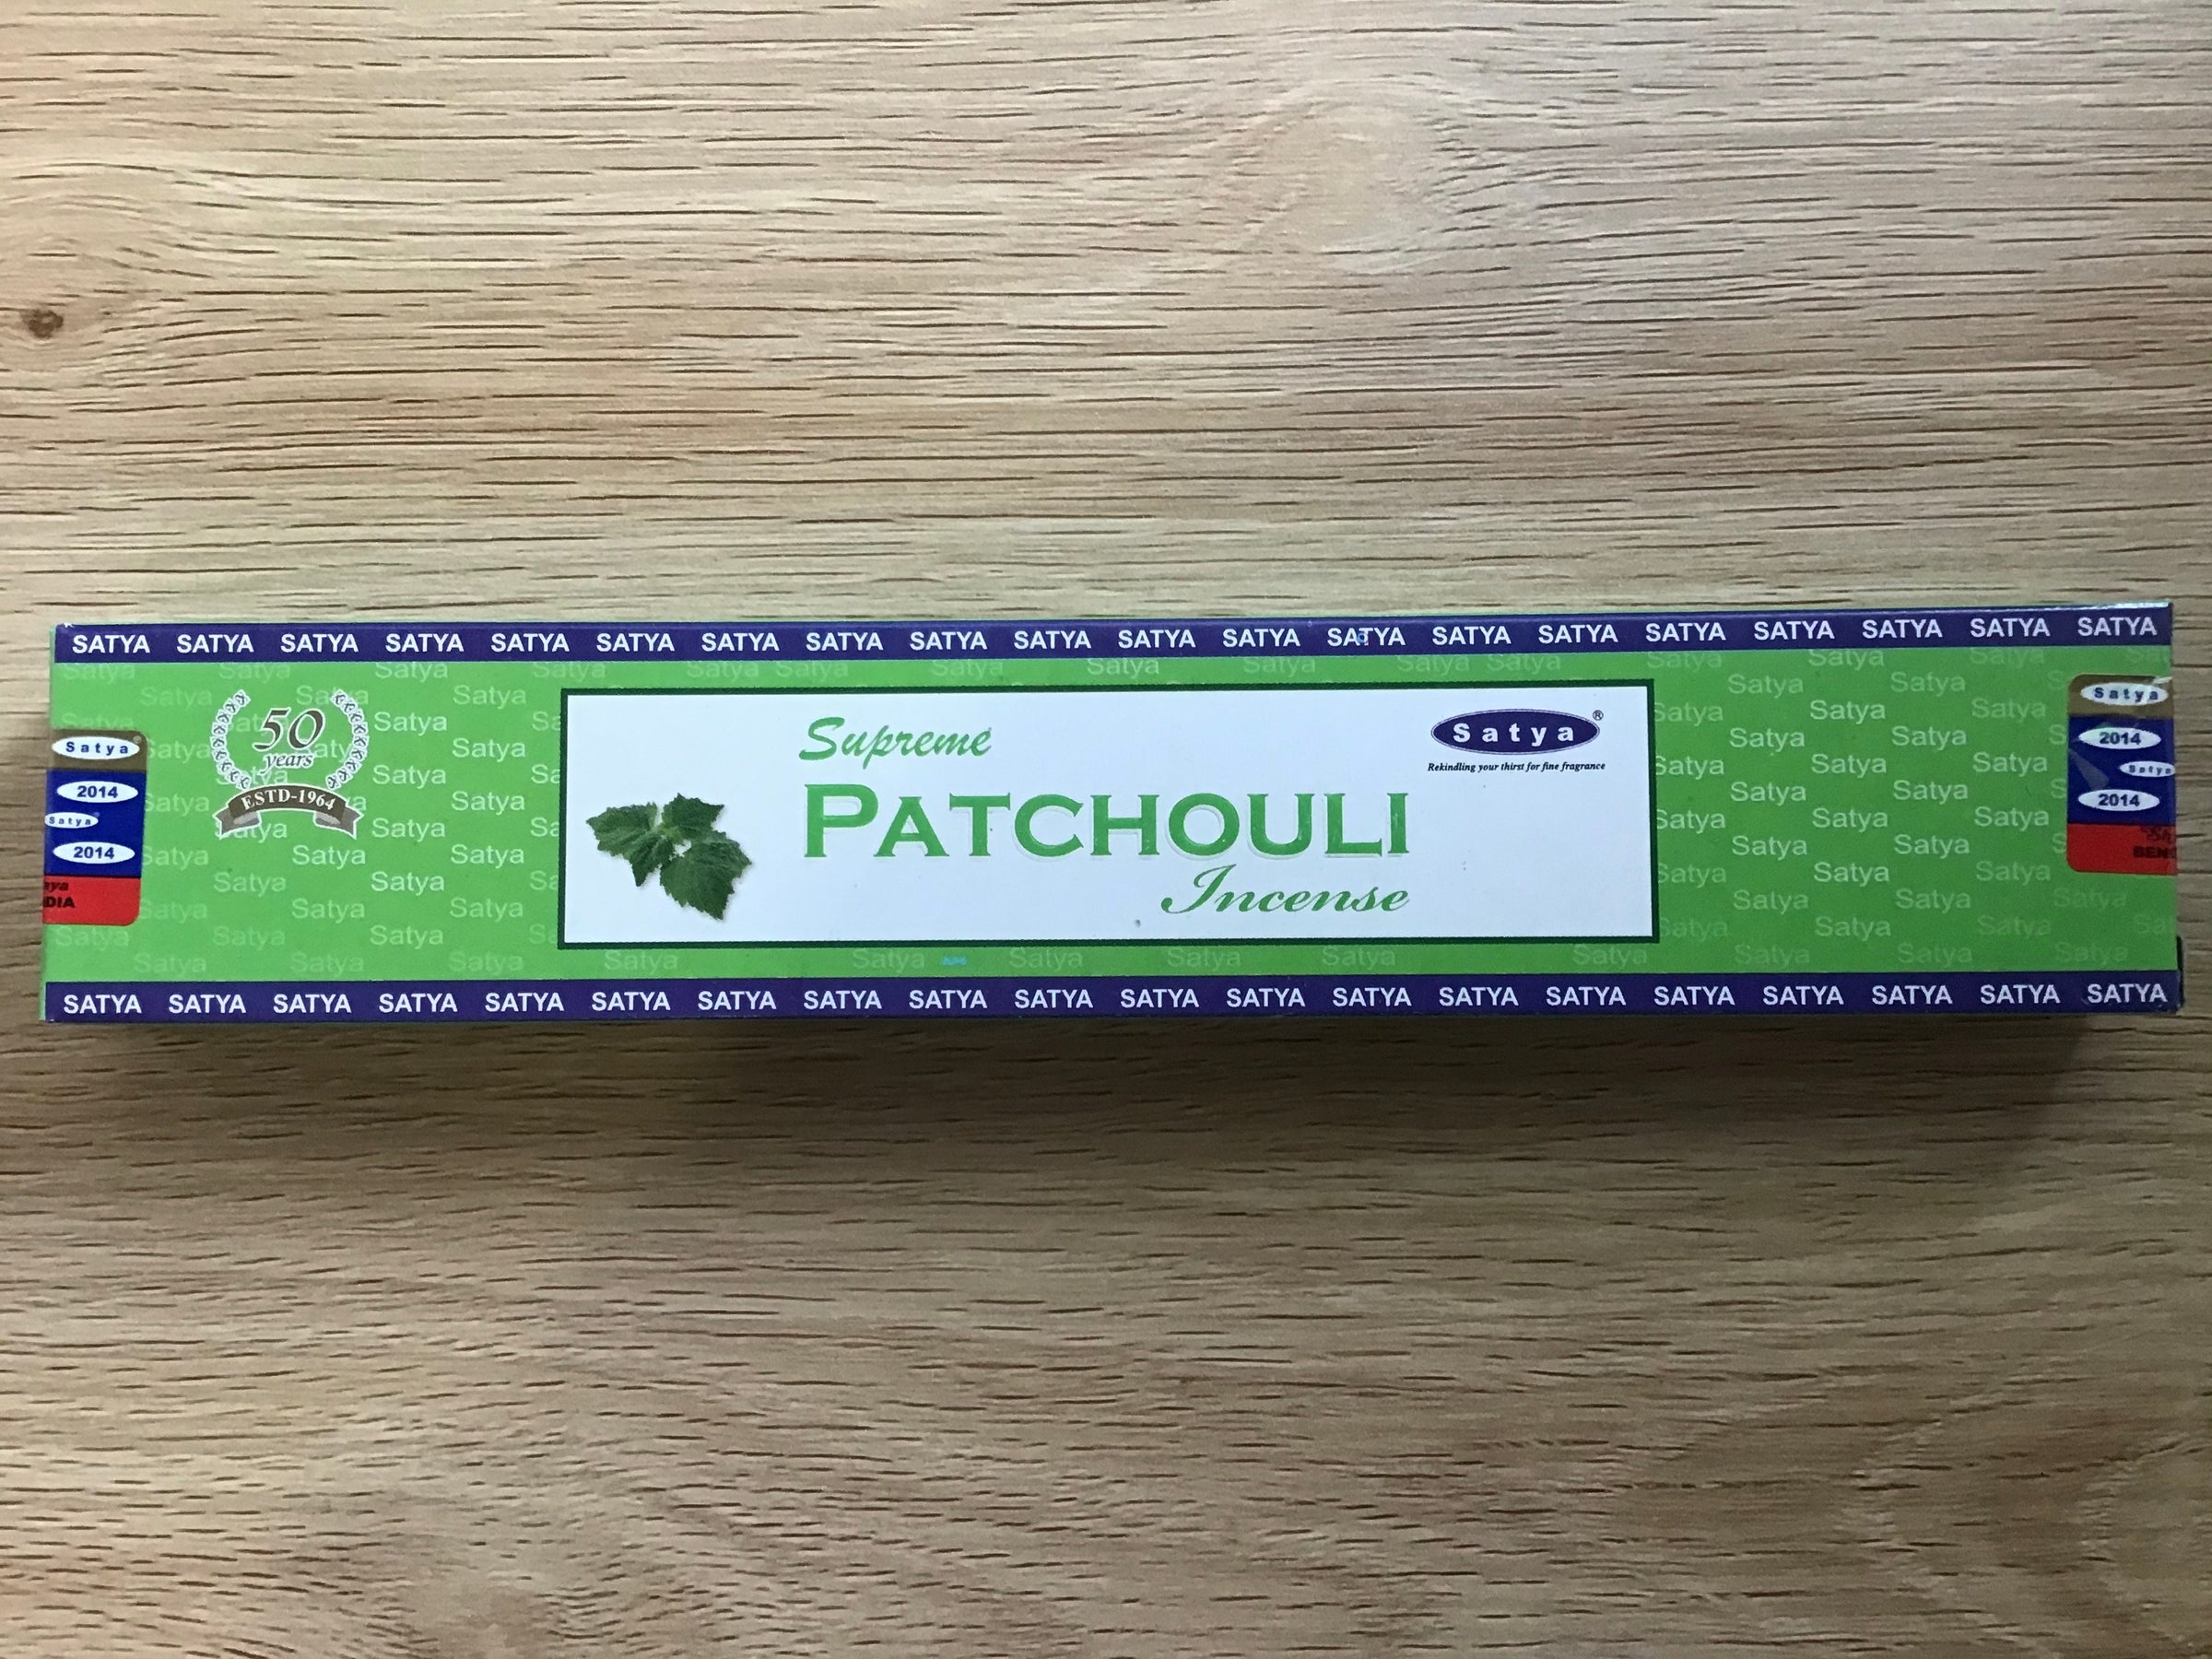 SATYA SATYA SATYA SATYA SATYA SATYA SATYA SATYA SATYA SATYA SATYA SATYA SATYA SATYA SATYA SATYA SATYA SATYA SATYA SATYA
50
years
ESTD-1964
Satya
2014
Satya
2014
Supreme
PATCHOULI
Incense
Satya®
Rekindling your thirst for fine fragrance
Satya
2014
Satya
2014
SATYA SATYA SATYA SATYA SATYA SATYA SATYA SATYA SATYA SATYA SATYA SATYA SATYA SATYA SATYA SATYA SATYA SATYA SATYA SATYA